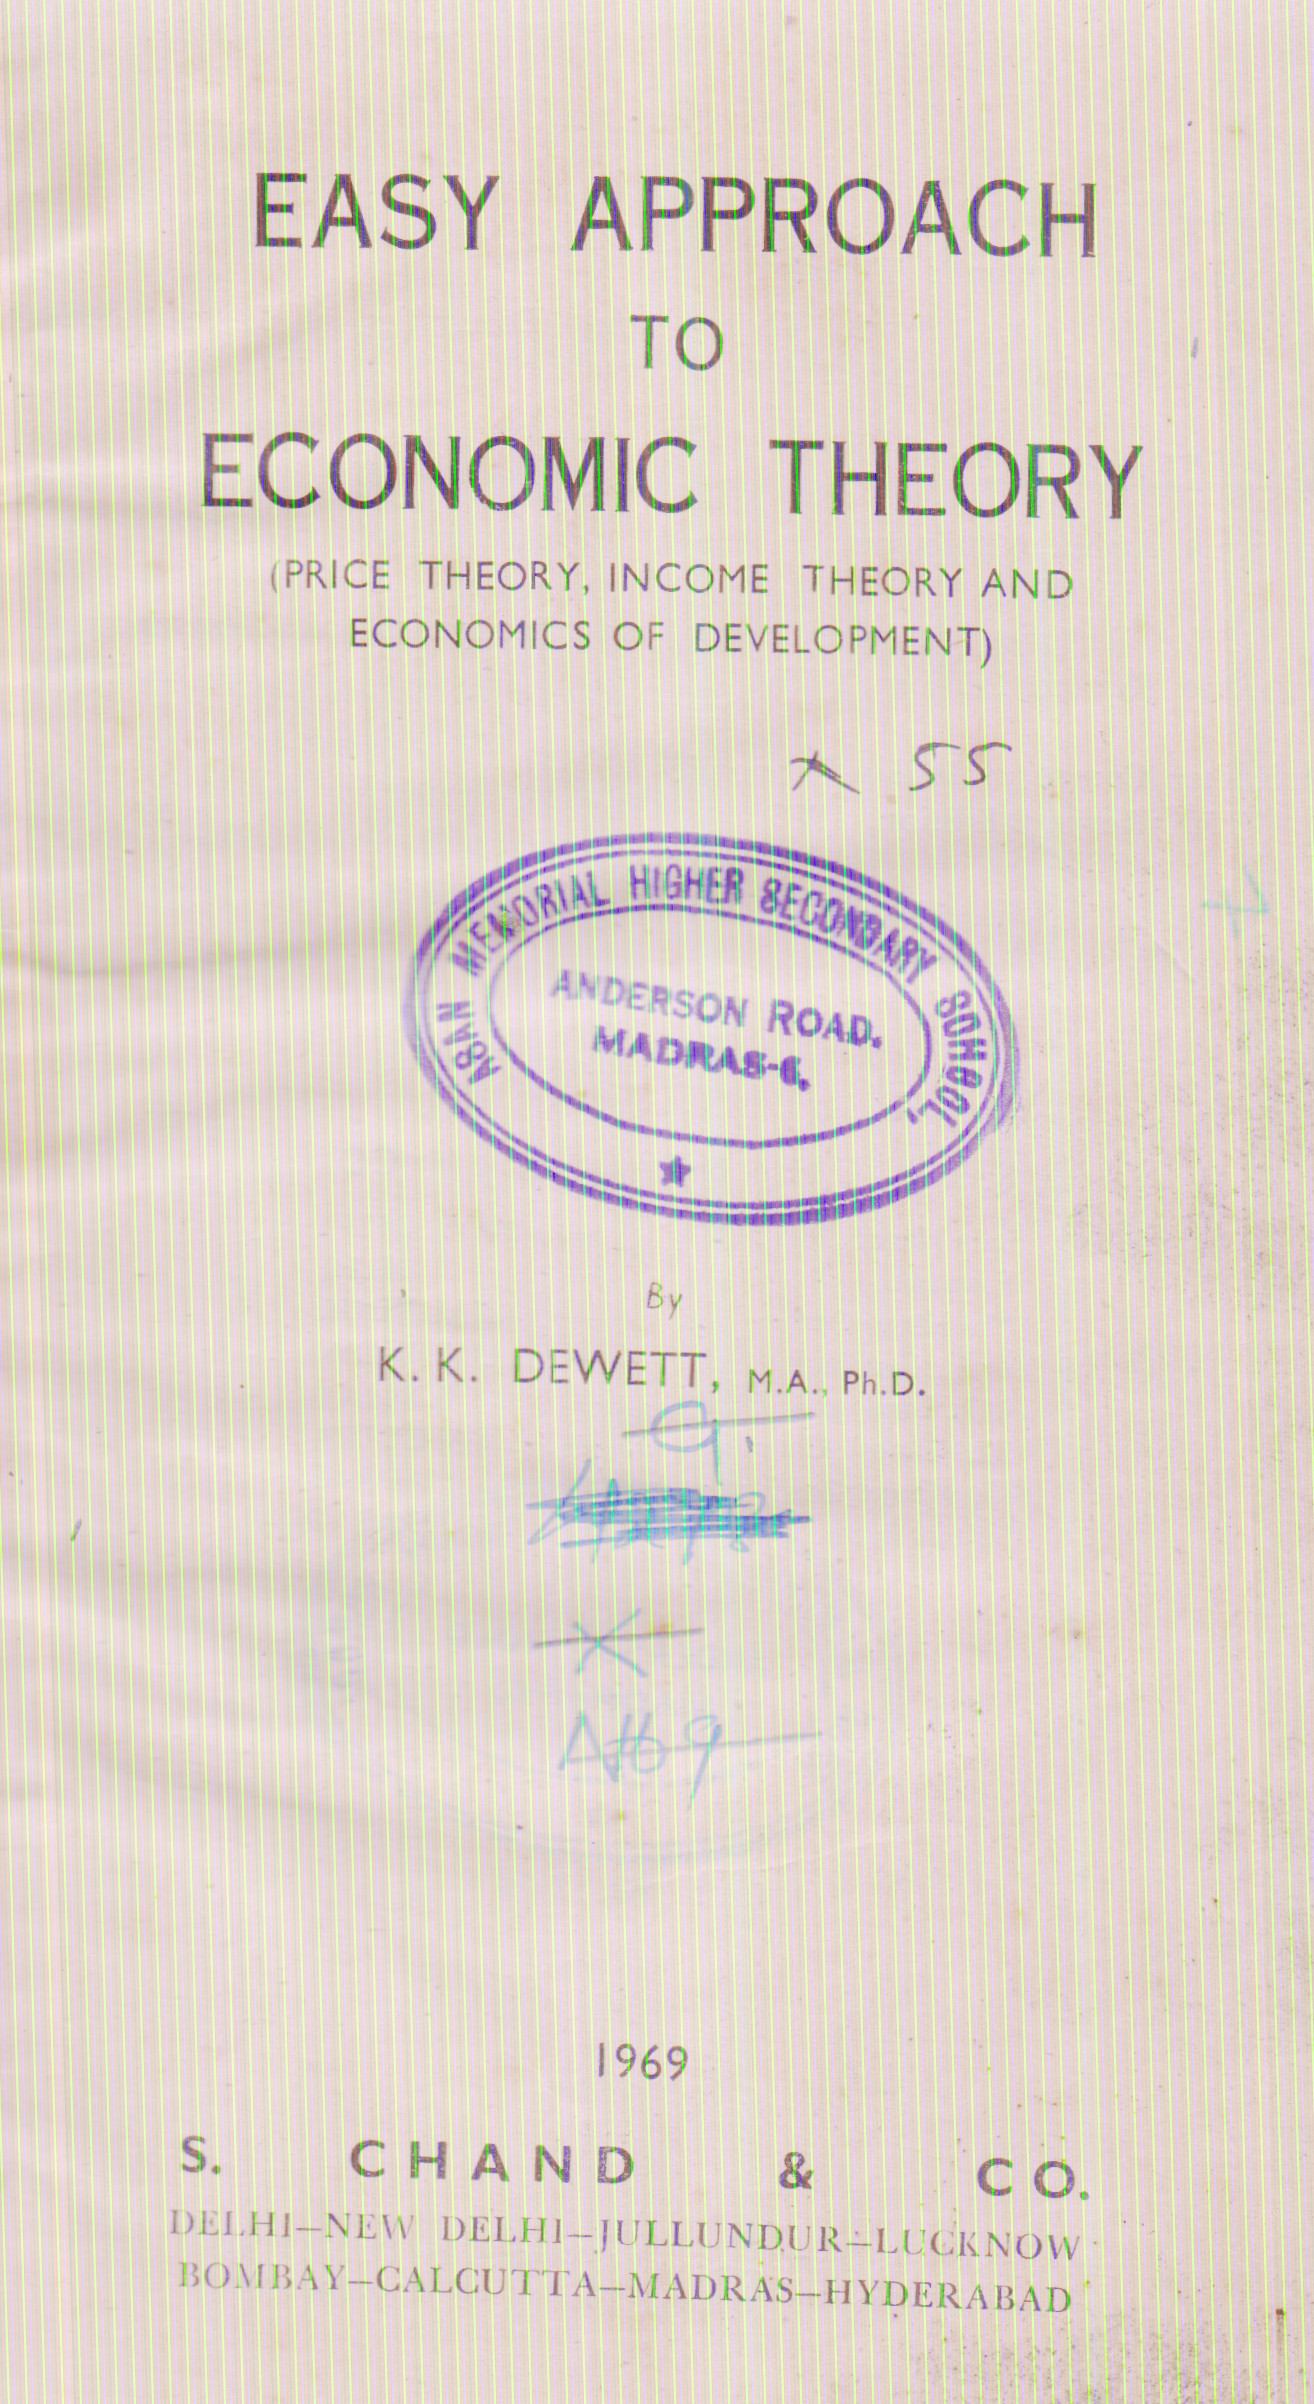 EASY APPROACH
TO
ECONOMIC THEORY
(PRICE THEORY, INCOME THEORY AND
ECONOMICS OF DEVELOPMENT)
55
ASAN MEMORIAL HIGHER SECONDARY SCHOOL,
ANDERSON ROAD.
MADRAS-6.
By
K. K. DEWETT, M.A., Ph.D.
1969
S. CHAND & CO.
DELHI—NEW DELHI—JULLUNDUR—LUCKNOW
BOMBAY—CALCUTTA—MADRAS—HYDERABAD